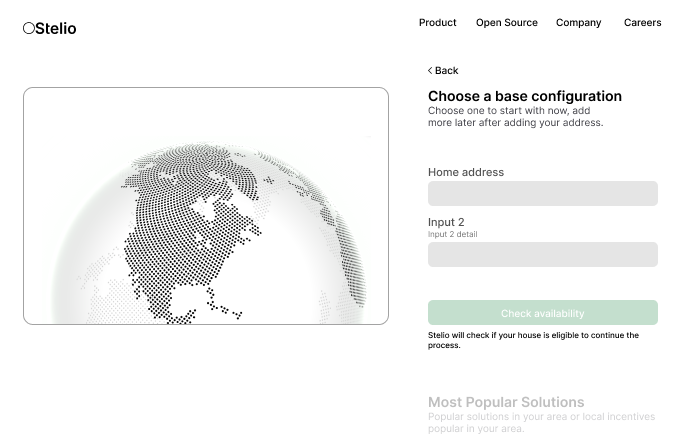 Stelio
Product Open Source Company Careers
Back
Choose a base configuration
Choose one to start with now, add
more later after adding your address.
Home address
Input 2
Input 2 detail
Check availability
Stelio will check if your house is eligible to continue the
process.
Most Popular Solutions
Popular solutions in your area or local incentives
popular in your area.